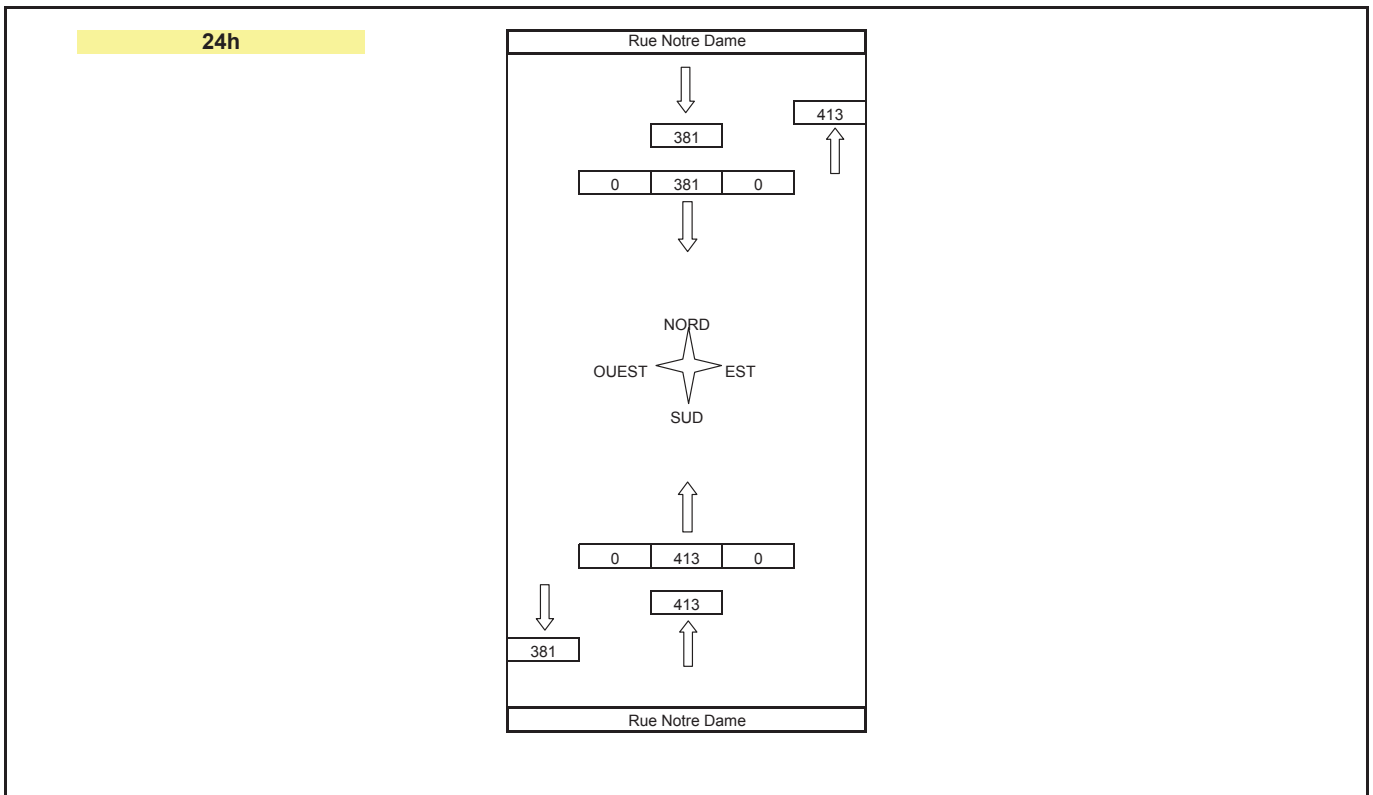 24h
Rue Notre Dame
413
381
0 381 0
NORD
OUEST EST
SUD
0 413 0
413
381
Rue Notre Dame